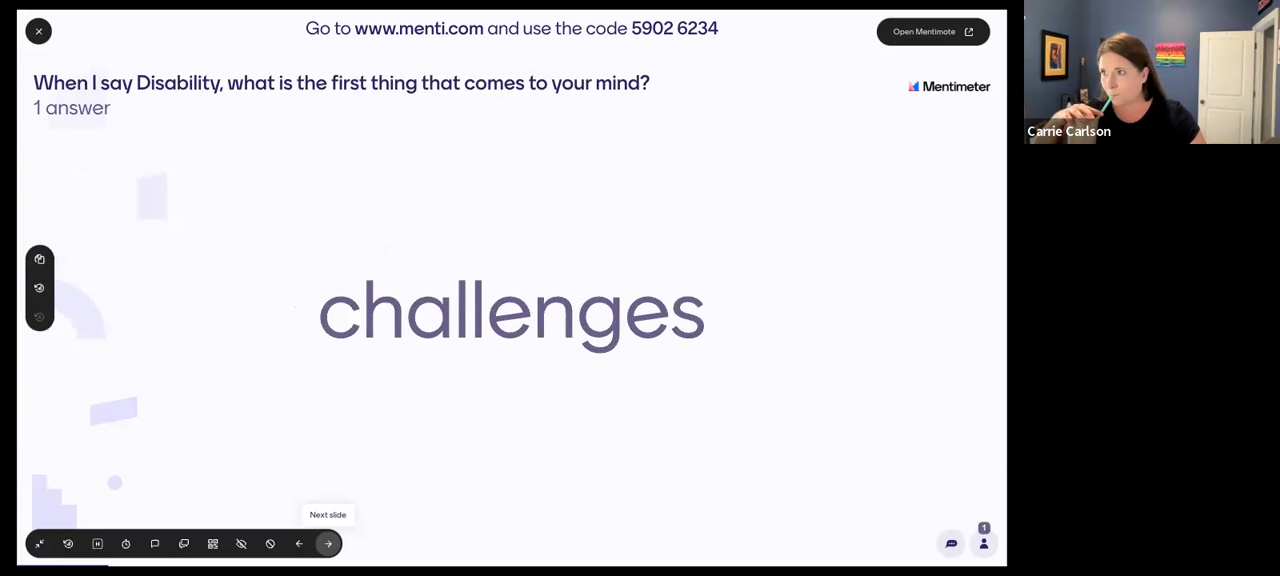 Go to www.menti.com and use the code 5902 6234
Open Mentimote
When I say Disability, what is the first thing that comes to your mind?
1 answer
Mentimeter
Carrie Carlson
challenges
Next slide
H
1